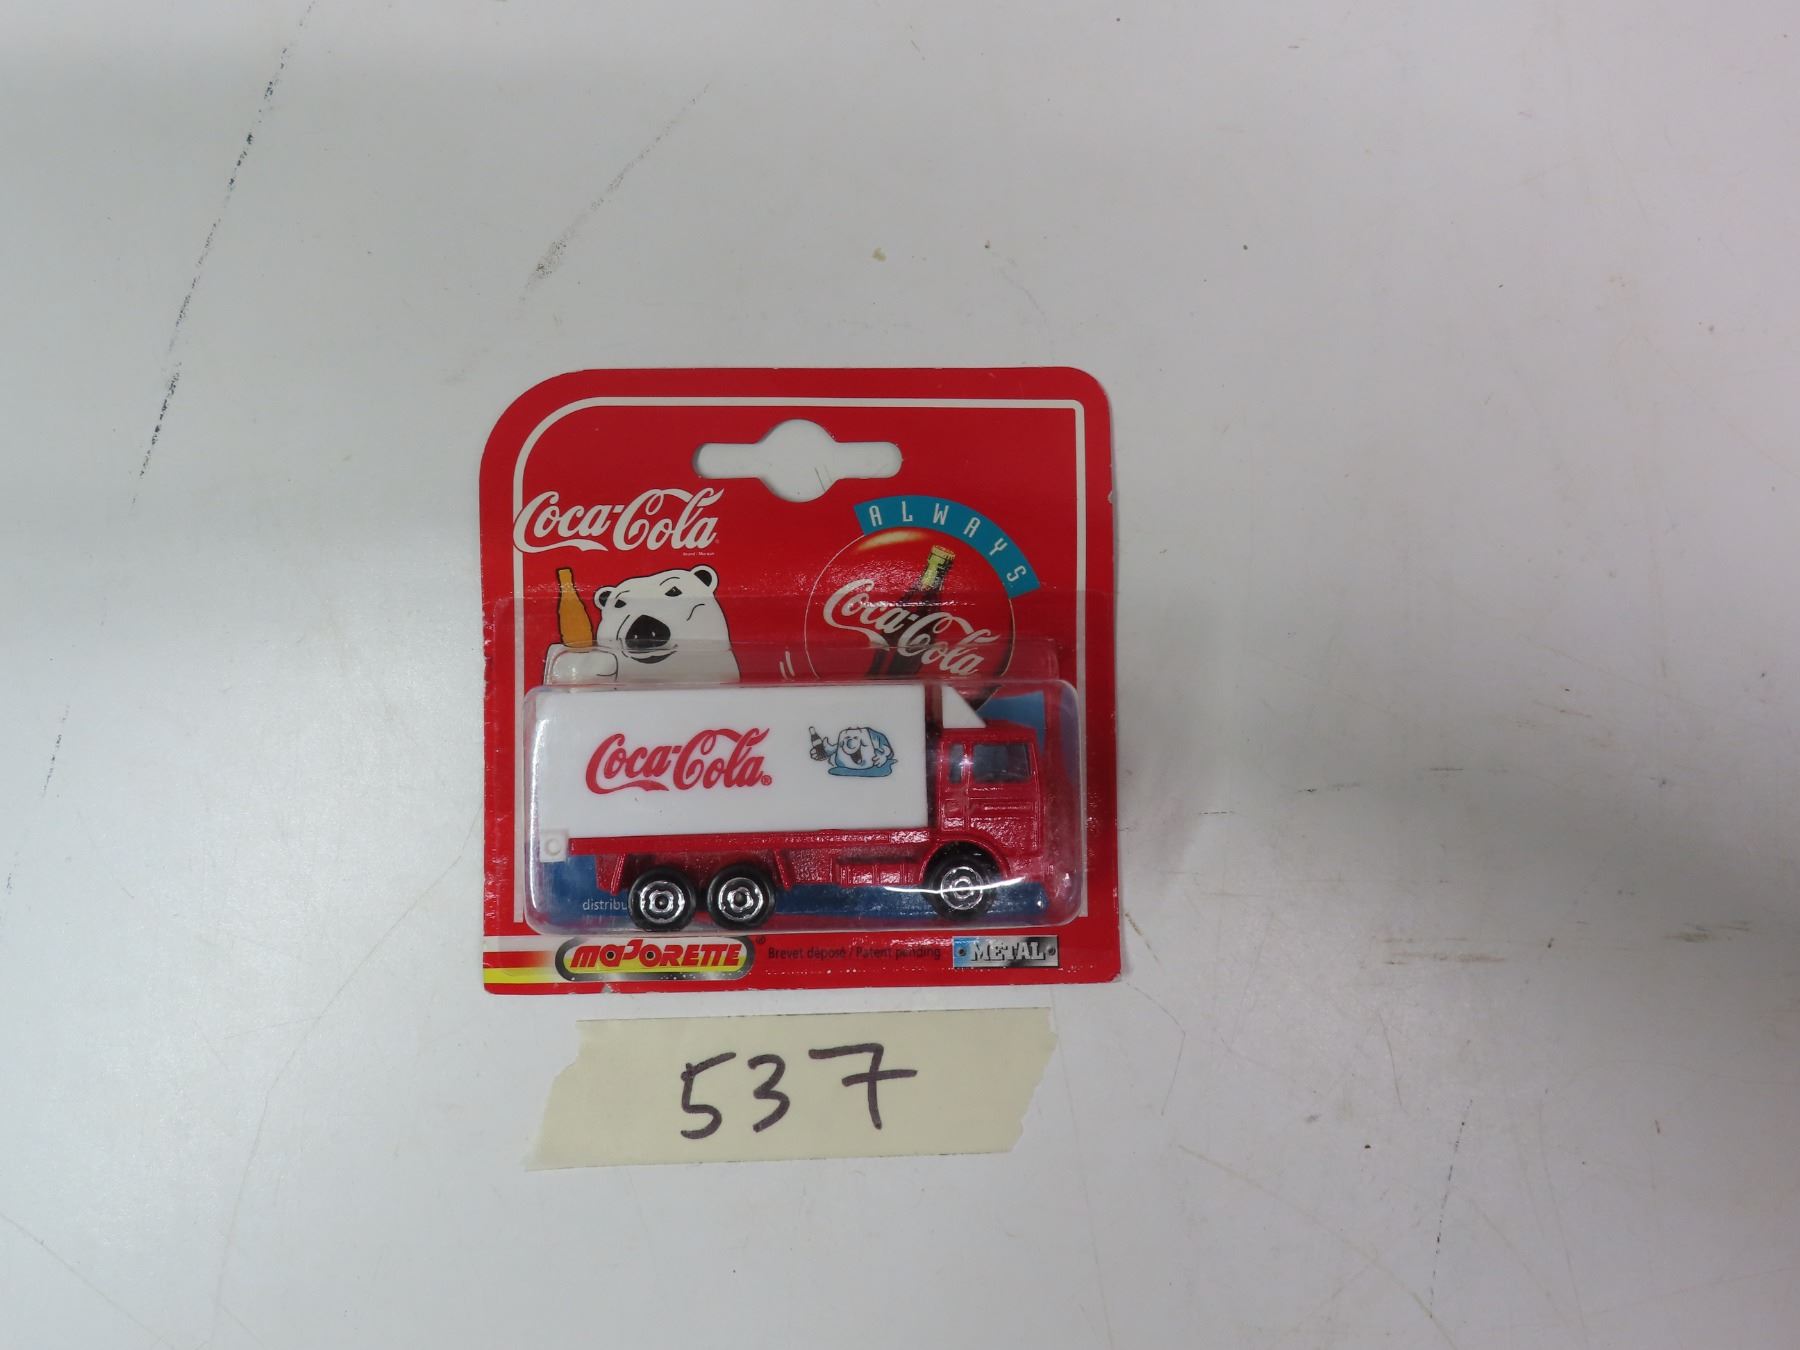 Coca-Cola
ALWAYS
Coca-Cola
Coca-Cola®
distribu
MAJORETTE®
Brevet déposé / Patent pending
METAL
537